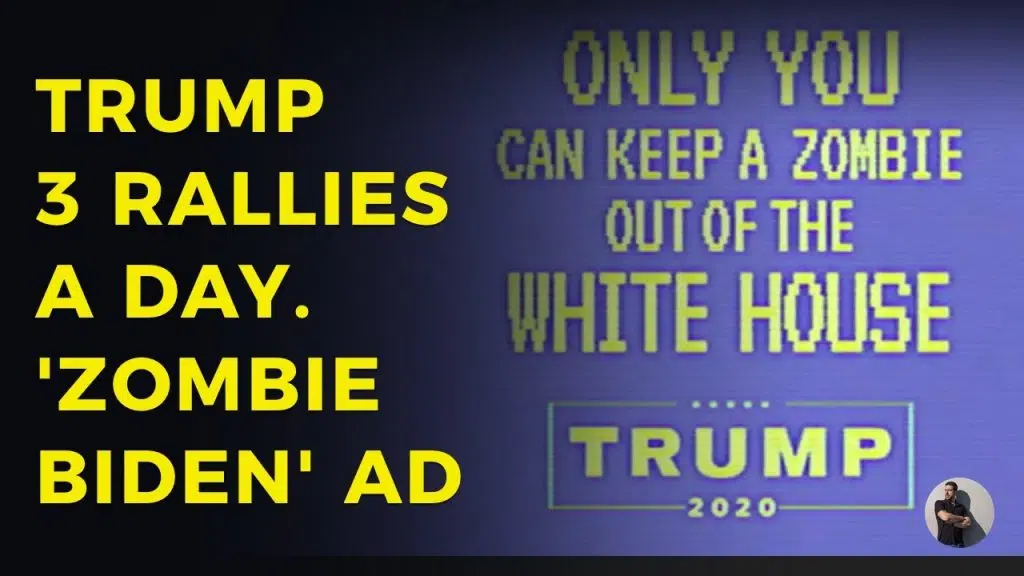 TRUMP
3 RALLIES
A DAY.
'ZOMBIE
BIDEN' AD
ONLY YOU
CAN KEEP A ZOMBIE
OUT OF THE
WHITE HOUSE
TRUMP
2020